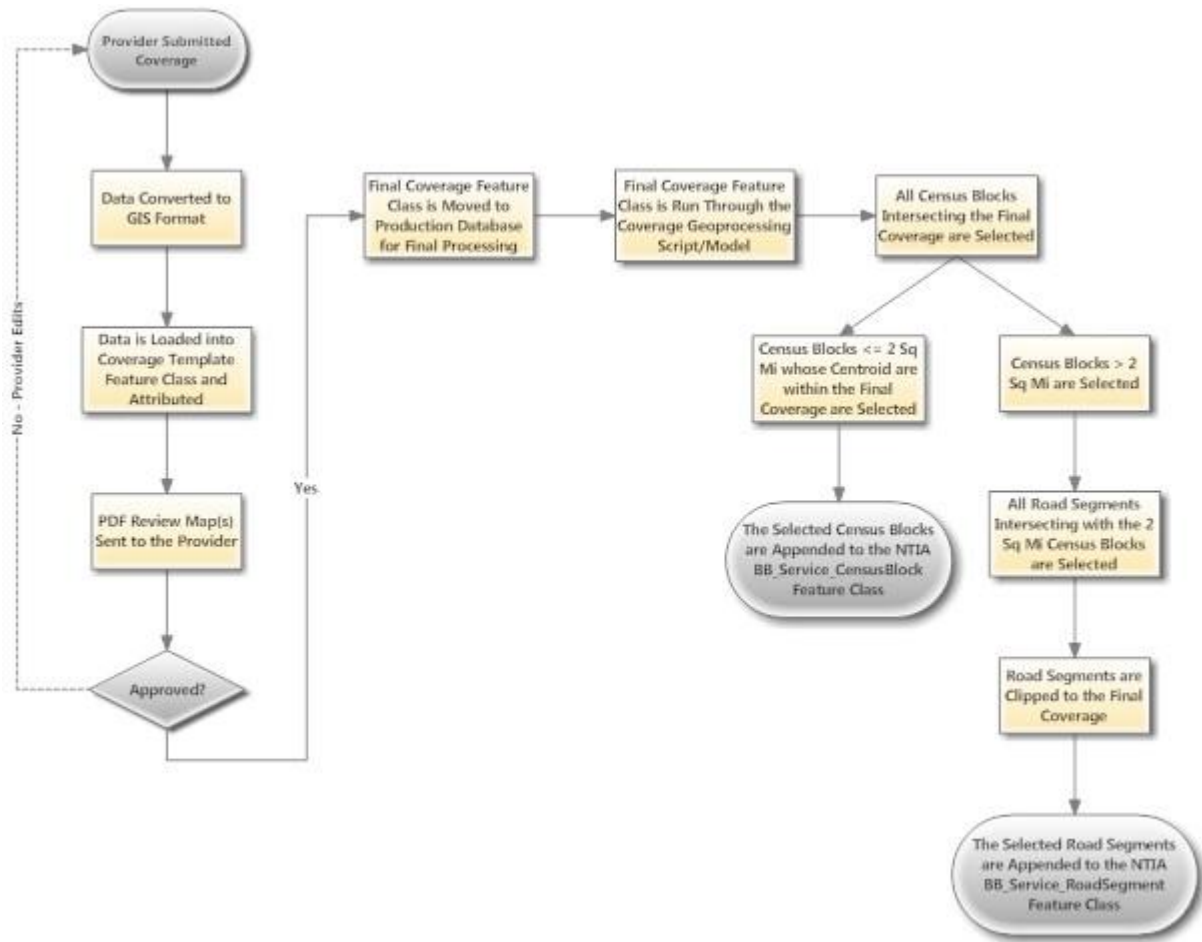 Provider Submitted
Coverage
Data Converted to
GIS Format
Data is Loaded into
Coverage Template
Feature Class and
Attributed
PDF Review Map(s)
Sent to the Provider
Approved?
No - Provider Edits
Yes
Final Coverage Feature
Class is Moved to
Production Database
for Final Processing
Final Coverage Feature
Class is Run Through the
Coverage Geoprocessing
Script/Model
All Census Blocks
Intersecting the Final
Coverage are Selected
Census Blocks <= 2 Sq
Mi whose Centroid are
within the Final
Coverage are Selected
The Selected Census Blocks
are Appended to the NTIA
BB_Service_CensusBlock
Feature Class
Census Blocks > 2
Sq Mi are Selected
All Road Segments
Intersecting with the 2
Sq Mi Census Blocks
are Selected
Road Segments are
Clipped to the Final
Coverage
The Selected Road Segments
are Appended to the NTIA
BB_Service_RoadSegment
Feature Class